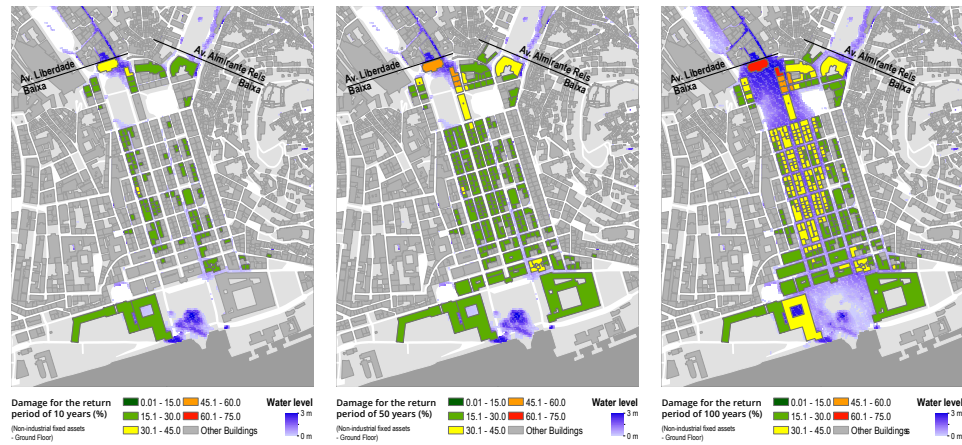 Av. Liberdade
Baixa
Av. Almirante Reis
Baixa
Av. Liberdade
Baixa
Av. Almirante Reis
Baixa
Av. Liberdade
Baixa
Av. Almirante Reis
Baixa
Damage for the return
period of 10 years (%)
(Non-industrial fixed assets
- Ground Floor)
0.01 - 15.0
15.1 - 30.0
30.1 - 45.0
45.1 - 60.0
60.1 - 75.0
Other Buildings
Water level
3 m
0 m
Damage for the return
period of 50 years (%)
(Non-industrial fixed assets
- Ground Floor)
0.01 - 15.0
15.1 - 30.0
30.1 - 45.0
45.1 - 60.0
60.1 - 75.0
Other Buildings
Water level
3 m
0 m
Damage for the return
period of 100 years (%)
(Non-industrial fixed assets
- Ground Floor)
0.01 - 15.0
15.1 - 30.0
30.1 - 45.0
45.1 - 60.0
60.1 - 75.0
Other Buildings
Water level
3 m
0 m